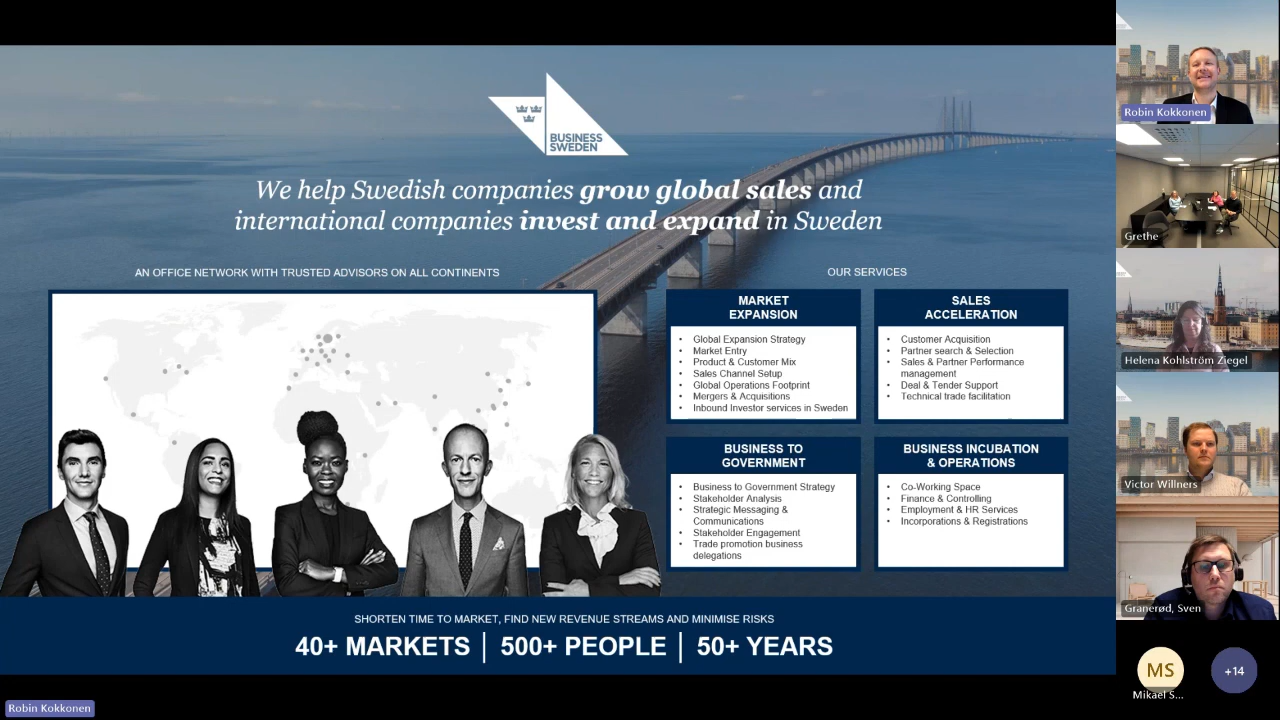 BUSINESS
SWEDEN
We help Swedish companies grow global sales and
international companies invest and expand in Sweden
AN OFFICE NETWORK WITH TRUSTED ADVISORS ON ALL CONTINENTS
OUR SERVICES
MARKET
EXPANSION
• Global Expansion Strategy
• Market Entry
• Product & Customer Mix
• Sales Channel Setup
• Global Operations Footprint
• Mergers & Acquisitions
• Inbound Investor services in Sweden
SALES
ACCELERATION
• Customer Acquisition
• Partner search & Selection
• Sales & Partner Performance
management
• Deal & Tender Support
• Technical trade facilitation
BUSINESS TO
GOVERNMENT
• Business to Government Strategy
• Stakeholder Analysis
• Strategic Messaging &
Communications
• Stakeholder Engagement
• Trade promotion business
delegations
BUSINESS INCUBATION
& OPERATIONS
• Co-Working Space
• Finance & Controlling
• Employment & HR Services
• Incorporations & Registrations
SHORTEN TIME TO MARKET, FIND NEW REVENUE STREAMS AND MINIMISE RISKS
40+ MARKETS | 500+ PEOPLE | 50+ YEARS
Robin Kokkonen
Robin Kokkonen
Grethe
Helena Kohlström Ziegel
Victor Willners
Granerød, Sven
MS
Mikael S...
+14